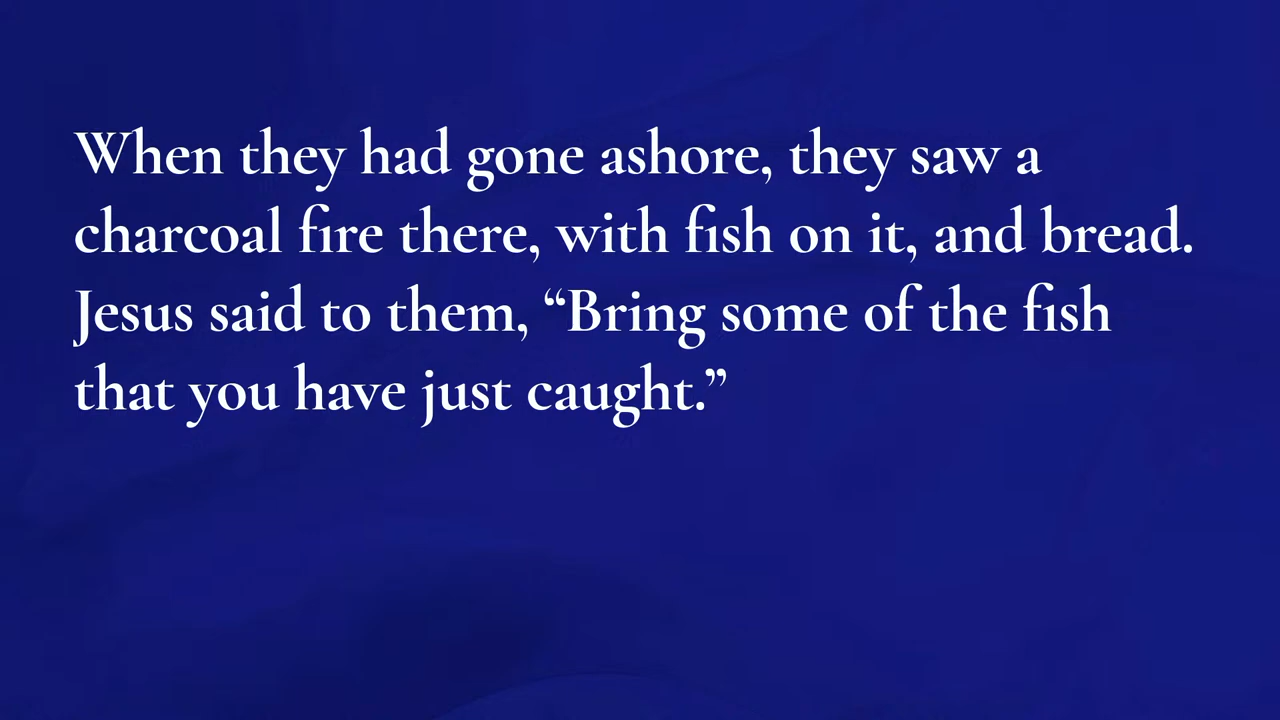 When they had gone ashore, they saw a
charcoal fire there, with fish on it, and bread.
Jesus said to them, “Bring some of the fish
that you have just caught.”